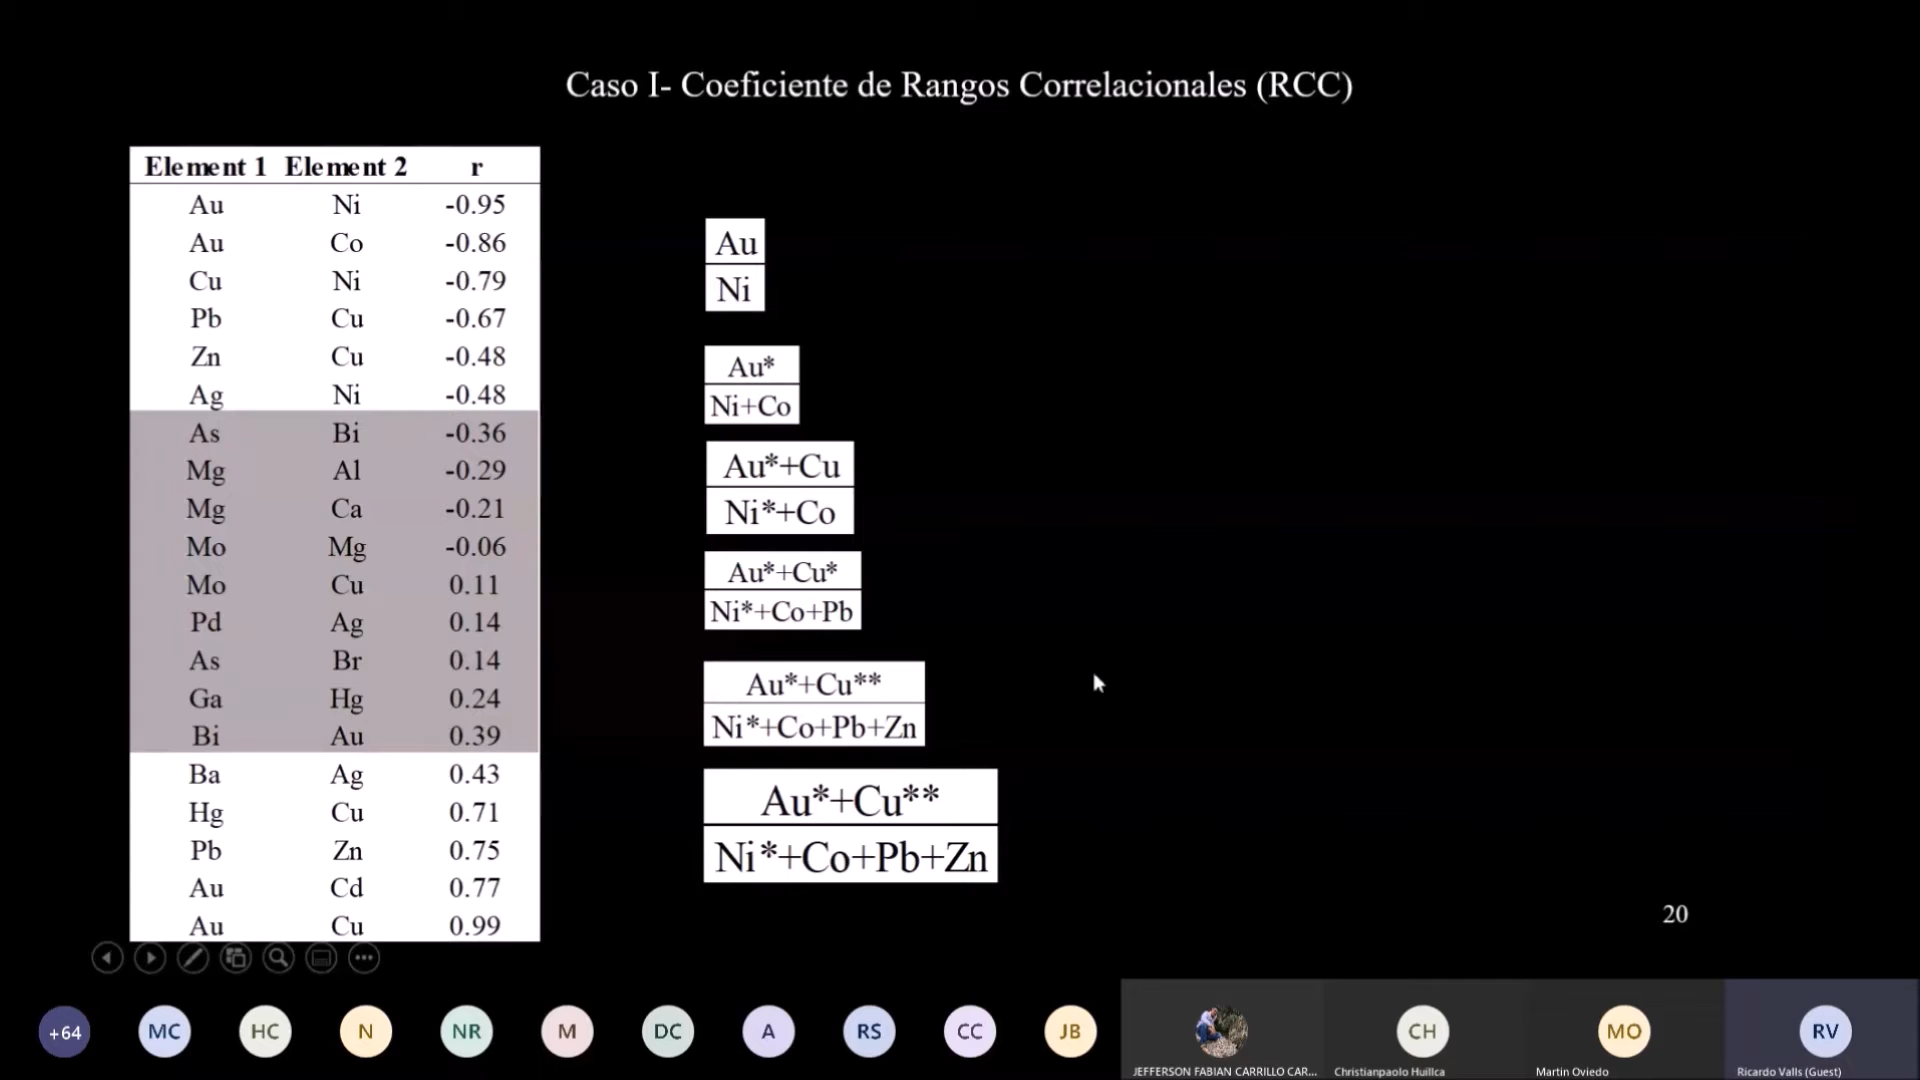 Caso I- Coeficiente de Rangos Correlacionales (RCC)
Element 1 Element 2 r
Au Ni -0.95
Au Co -0.86
Cu Ni -0.79
Pb Cu -0.67
Zn Cu -0.48
Ag Ni -0.48
As Bi -0.36
Mg Al -0.29
Mg Ca -0.21
Mo Mg -0.06
Mo Cu 0.11
Pd Ag 0.14
As Br 0.14
Ga Hg 0.24
Bi Au 0.39
Ba Ag 0.43
Hg Cu 0.71
Pb Zn 0.75
Au Cd 0.77
Au Cu 0.99
Au
Ni
Au*
Ni+Co
Au*+Cu
Ni*+Co
Au*+Cu*
Ni*+Co+Pb
Au*+Cu**
Ni*+Co+Pb+Zn
Au*+Cu**
Ni*+Co+Pb+Zn
20
+64 MC HC N NR M DC A RS CC JB CH MO RV
JEFFERSON FABIAN CARRILLO CAR... Christianpaolo Huillca Martin Oviedo Ricardo Valls (Guest)